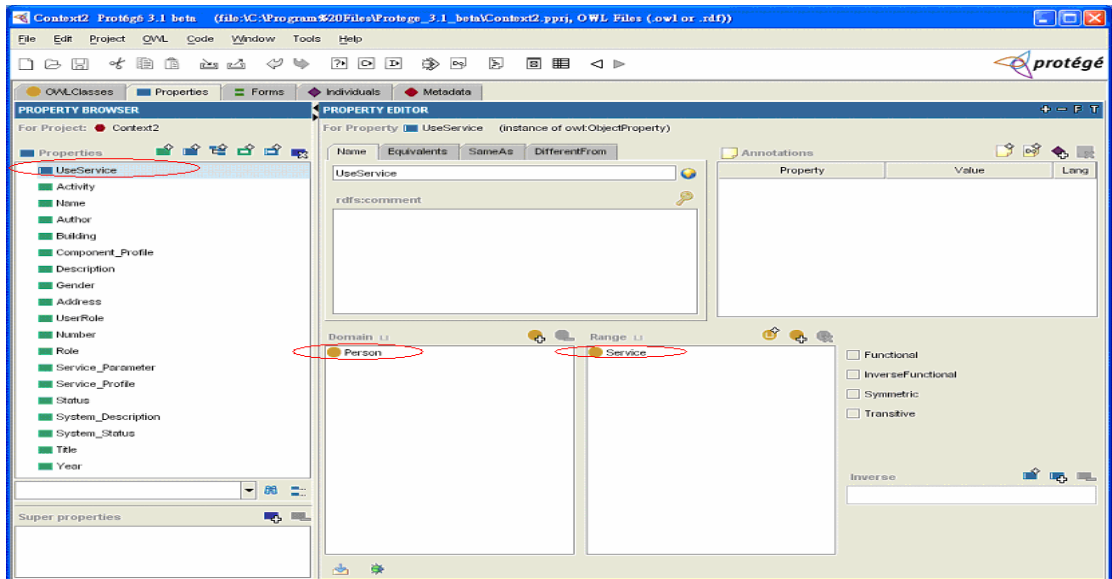 Context2 Protégé 3.1 beta (file:\C:\Program%20Files\Protege_3.1_beta\Context2.pprj, OWL Files (.owl or .rdf))
File Edit Project OWL Code Window Tools Help
protégé
OWLClasses Properties Forms Individuals Metadata
PROPERTY BROWSER
For Project: Context2
Properties
UseService
Activity
Name
Author
Building
Component_Profile
Description
Gender
Address
UserRole
Number
Role
Service_Parameter
Service_Profile
Status
System_Description
System_Status
Title
Year
Super properties
PROPERTY EDITOR
+ − F T
For Property UseService (instance of owl:ObjectProperty)
Name Equivalents SameAs DifferentFrom
UseService
rdfs:comment
Annotations
Property Value Lang
Domain
Person
Range
Service
Functional
InverseFunctional
Symmetric
Transitive
Inverse